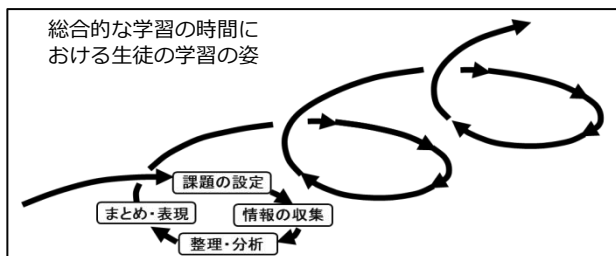 総合的な学習の時間に
おける生徒の学習の姿
課題の設定
まとめ・表現
情報の収集
整理・分析